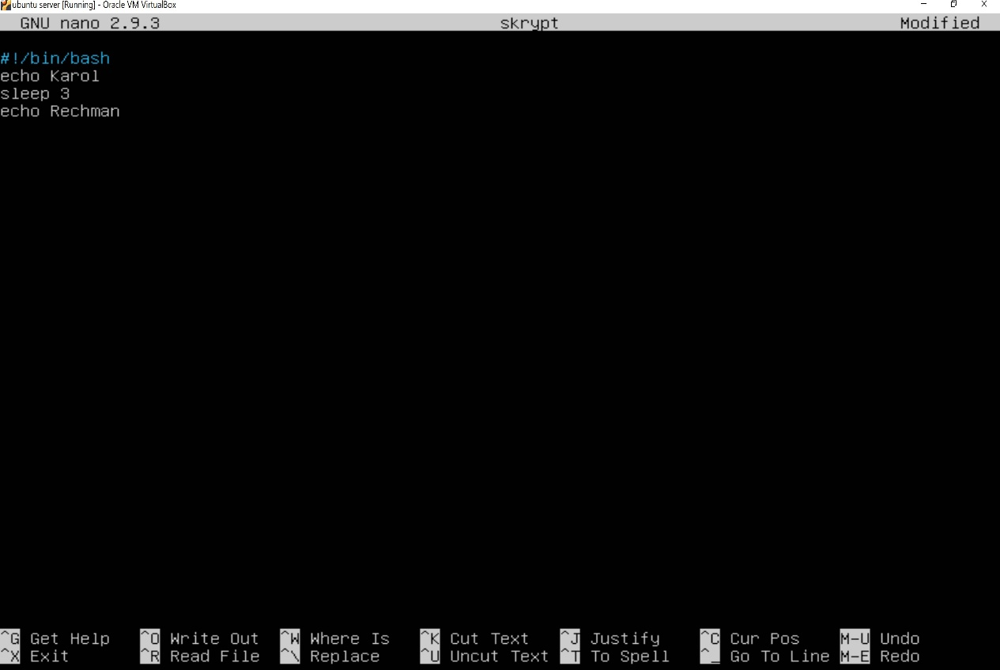 ubuntu server [Running] - Oracle VM VirtualBox
GNU nano 2.9.3 skrypt Modified
#!/bin/bash
echo Karol
sleep 3
echo Rechman
^G Get Help ^O Write Out ^W Where Is ^K Cut Text ^J Justify ^C Cur Pos M-U Undo
^X Exit ^R Read File ^\ Replace ^U Uncut Text ^T To Spell ^_ Go To Line M-E Redo